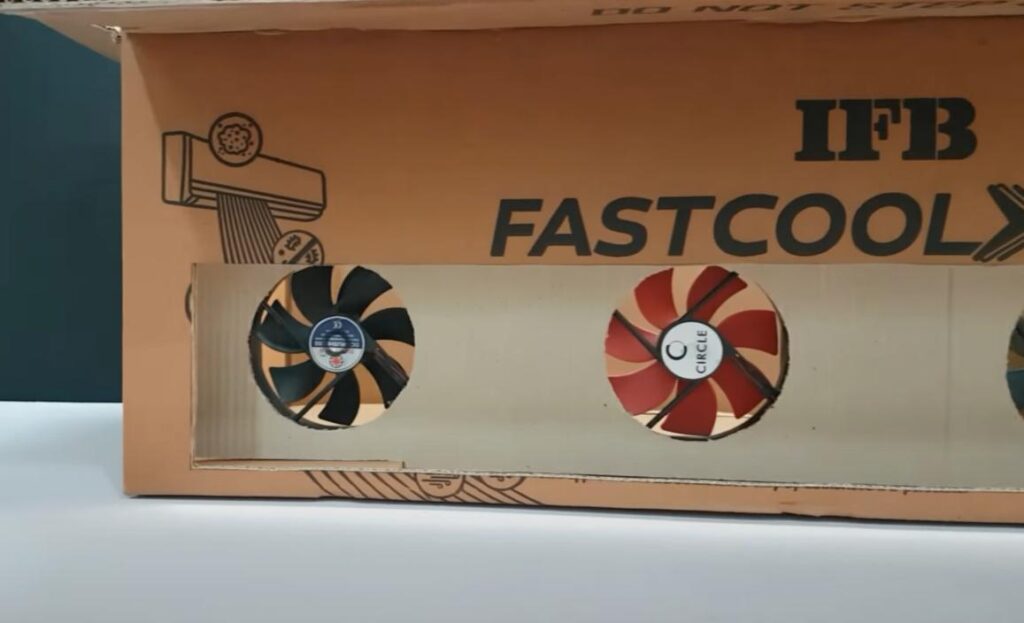 DO NOT STEP
IFB
FASTCOOL
CIRCLE